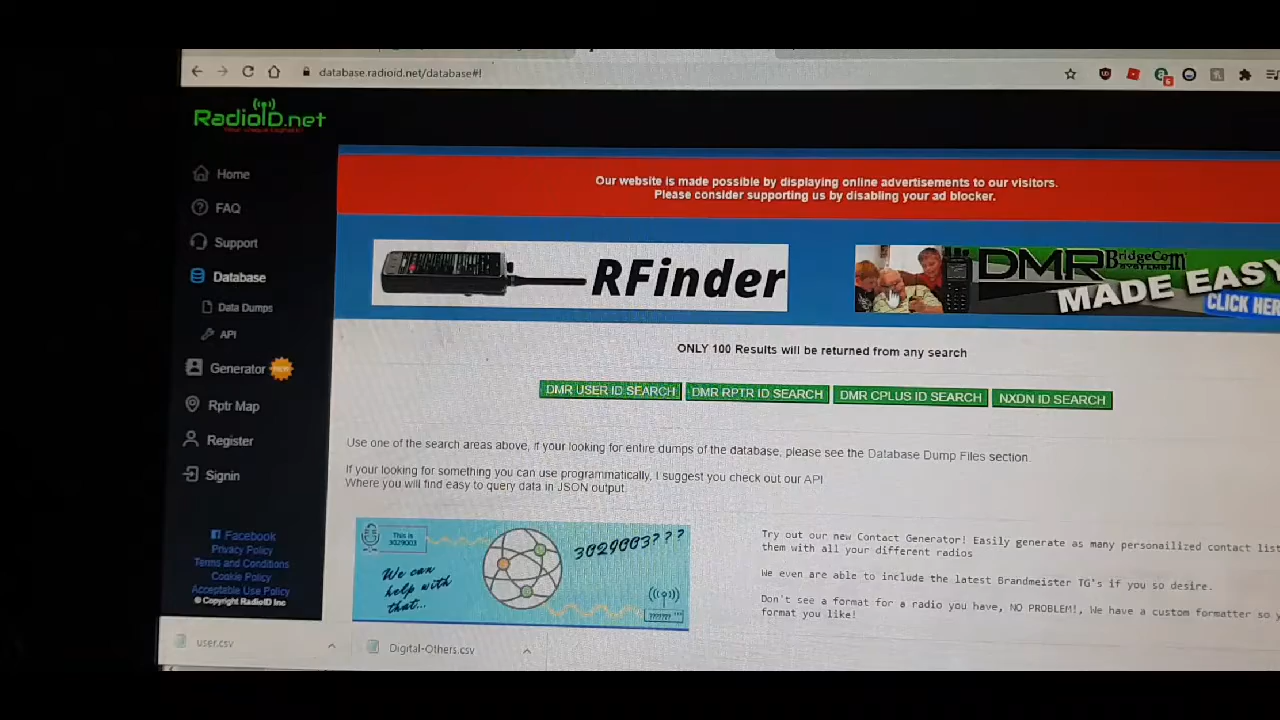 database.radioid.net/database#!
RadioID.net
Home
FAQ
Support
Database
Data Dumps
API
Generator NEW
Rptr Map
Register
Signin
Facebook
Privacy Policy
Terms and Conditions
Cookie Policy
Acceptable Use Policy
© Copyright RadioID Inc
Our website is made possible by displaying online advertisements to our visitors.
Please consider supporting us by disabling your ad blocker.
RFinder
DMR BridgeCom SYSTEMS
MADE EASY
CLICK HER
ONLY 100 Results will be returned from any search
DMR USER ID SEARCH
DMR RPTR ID SEARCH
DMR CPLUS ID SEARCH
NXDN ID SEARCH
Use one of the search areas above, if your looking for entire dumps of the database, please see the Database Dump Files section.
If your looking for something you can use programmatically, I suggest you check out our API
Where you will find easy to query data in JSON output.
This is
3029003
3029003???
We can
help with
that...
???????
Try out our new Contact Generator! Easily generate as many personailized contact list
them with all your different radios
We even are able to include the latest Brandmeister TG's if you so desire.
Don't see a format for a radio you have, NO PROBLEM!, We have a custom formatter so y
format you like!
user.csv
Digital-Others.csv